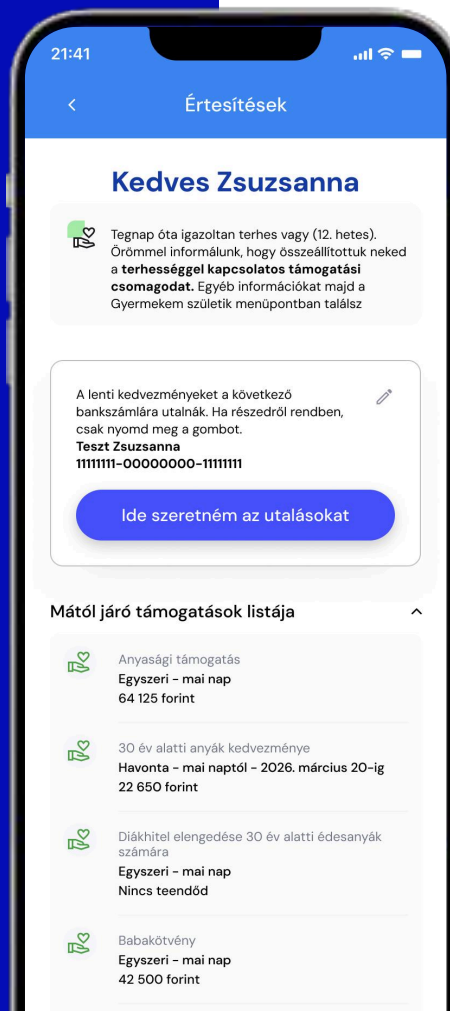 21:41
Értesítések
Kedves Zsuzsanna
Tegnap óta igazoltan terhes vagy (12. hetes).
Örömmel informálunk, hogy összeállítottuk neked
a terhességgel kapcsolatos támogatási
csomagodat. Egyéb információkat majd a
Gyermekem születik menüpontban találsz
A lenti kedvezményeket a következő
bankszámlára utalnák. Ha részedről rendben,
csak nyomd meg a gombot.
Teszt Zsuzsanna
11111111-00000000-11111111
Ide szeretném az utalásokat
Mától járó támogatások listája
Anyasági támogatás
Egyszeri - mai nap
64 125 forint
30 év alatti anyák kedvezménye
Havonta - mai naptól - 2026. március 20-ig
22 650 forint
Diákhitel elengedése 30 év alatti édesanyák
számára
Egyszeri - mai nap
Nincs teendőd
Babakötvény
Egyszeri - mai nap
42 500 forint